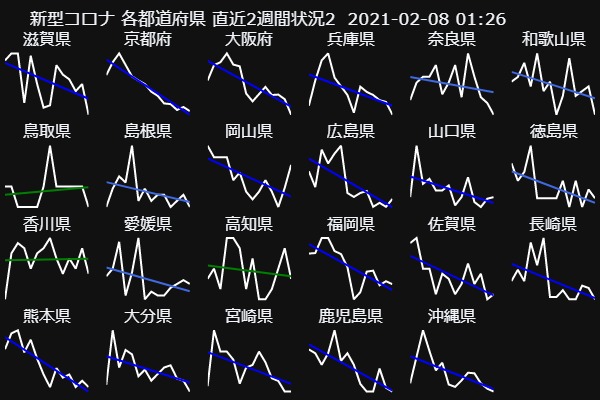 新型コロナ 各都道府県 直近2週間状況2 2021-02-08 01:26
滋賀県 京都府 大阪府 兵庫県 奈良県 和歌山県
鳥取県 島根県 岡山県 広島県 山口県 徳島県
香川県 愛媛県 高知県 福岡県 佐賀県 長崎県
熊本県 大分県 宮崎県 鹿児島県 沖縄県